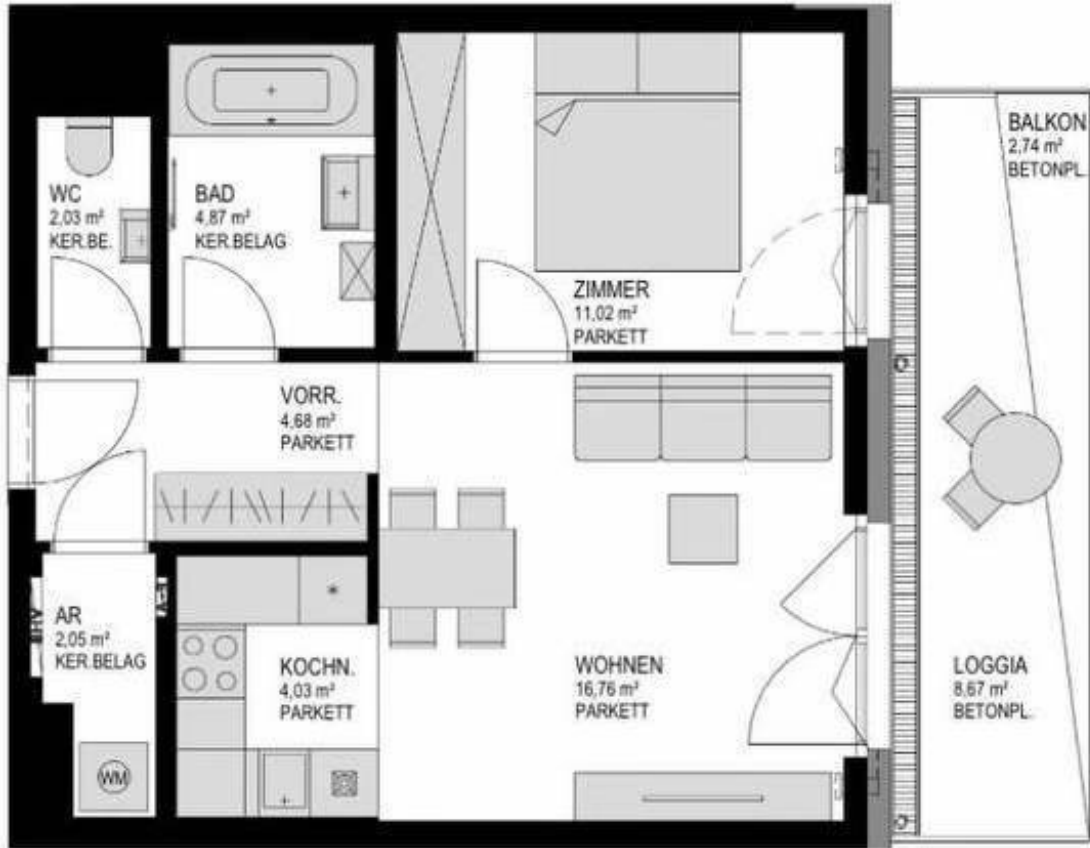 BALKON
2,74 m²
BETONPL.
WC
2,03 m²
KER.BE.
BAD
4,87 m²
KER.BELAG
ZIMMER
11,02 m²
PARKETT
VORR.
4,68 m²
PARKETT
AR
2,05 m²
KER.BELAG
KOCHN.
4,03 m²
PARKETT
WOHNEN
16,76 m²
PARKETT
LOGGIA
8,67 m²
BETONPL.
WM